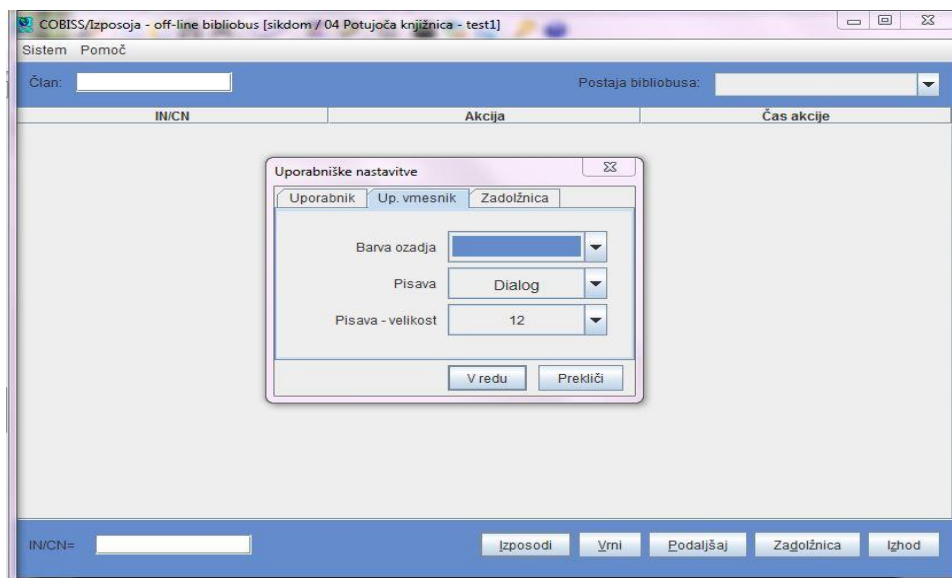 COBISS/Izposoja - off-line bibliobus [sikdom / 04 Potujoča knjižnica - test1]
Sistem Pomoč
Član: Postaja bibliobusa:
IN/CN Akcija Čas akcije
Uporabniške nastavitve
Uporabnik Up. vmesnik Zadolžnica
Barva ozadja
Pisava Dialog
Pisava - velikost 12
V redu Prekliči
IN/CN= Izposodi Vrni Podaljšaj Zadolžnica Izhod